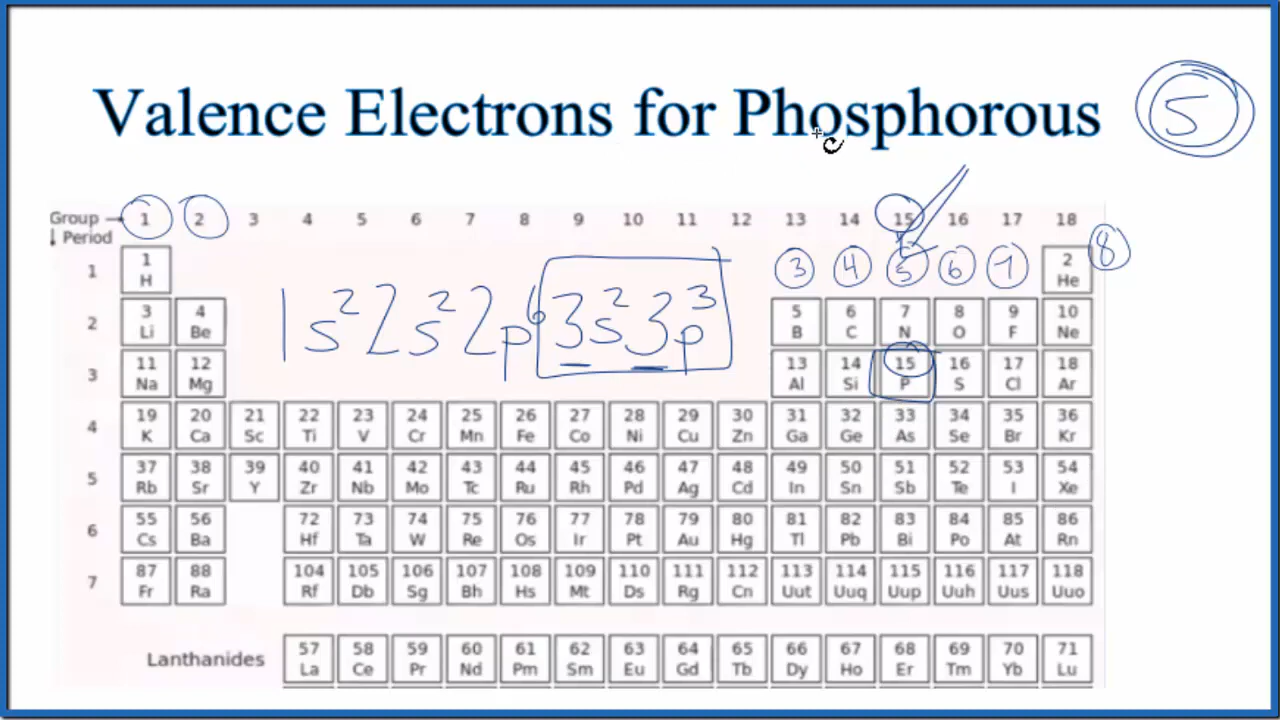 Valence Electrons for Phosphorous 5
Group → 1 2 3 4 5 6 7 8 9 10 11 12 13 14 15 16 17 18
↓ Period
3 4 5 6 7 8
1 1 2
H He
1s² 2s² 2p⁶ 3s² 3p³
2 3 4 5 6 7 8 9 10
Li Be B C N O F Ne
3 11 12 13 14 15 16 17 18
Na Mg Al Si P S Cl Ar
4 19 20 21 22 23 24 25 26 27 28 29 30 31 32 33 34 35 36
K Ca Sc Ti V Cr Mn Fe Co Ni Cu Zn Ga Ge As Se Br Kr
5 37 38 39 40 41 42 43 44 45 46 47 48 49 50 51 52 53 54
Rb Sr Y Zr Nb Mo Tc Ru Rh Pd Ag Cd In Sn Sb Te I Xe
6 55 56 72 73 74 75 76 77 78 79 80 81 82 83 84 85 86
Cs Ba Hf Ta W Re Os Ir Pt Au Hg Tl Pb Bi Po At Rn
7 87 88 104 105 106 107 108 109 110 111 112 113 114 115 116 117 118
Fr Ra Rf Db Sg Bh Hs Mt Ds Rg Cn Uut Uuq Uup Uuh Uus Uuo
Lanthanides 57 58 59 60 61 62 63 64 65 66 67 68 69 70 71
La Ce Pr Nd Pm Sm Eu Gd Tb Dy Ho Er Tm Yb Lu